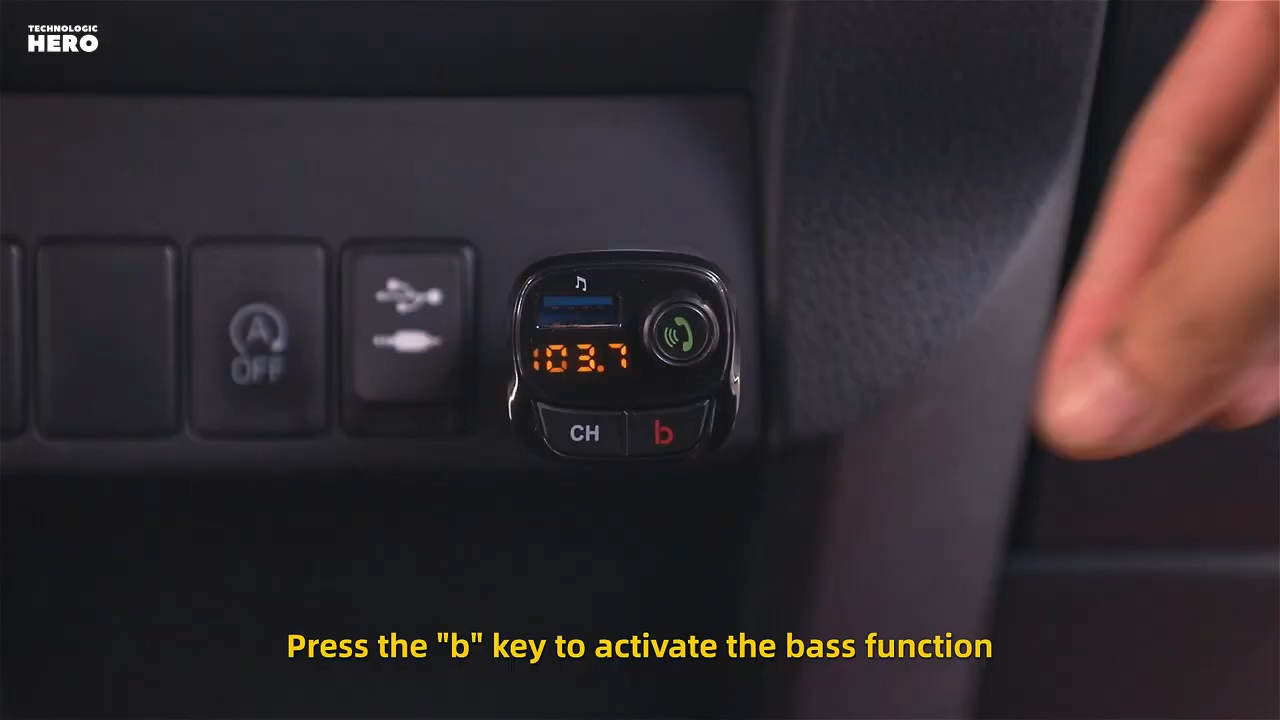 TECHNOLOGIC
HERO
A
OFF
103.7
CH
b
Press the "b" key to activate the bass function